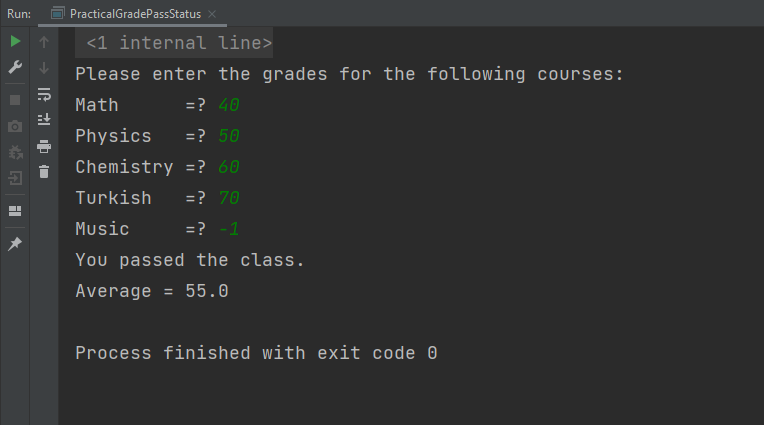 Run: PracticalGradePassStatus ×
<1 internal line>
Please enter the grades for the following courses:
Math      =? 40
Physics   =? 50
Chemistry =? 60
Turkish   =? 70
Music     =? -1
You passed the class.
Average = 55.0
Process finished with exit code 0